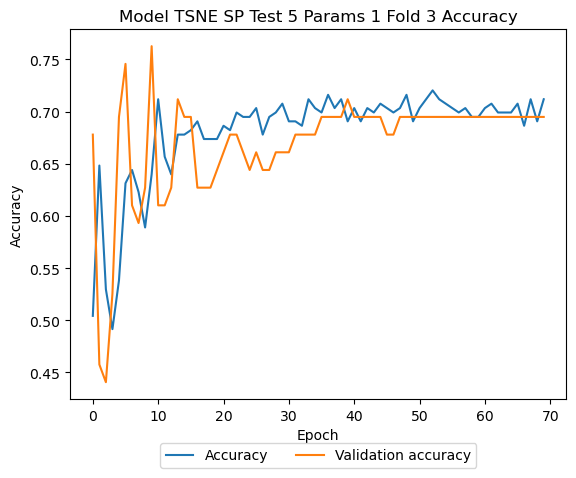 Model TSNE SP Test 5 Params 1 Fold 3 Accuracy
0.75
0.70
0.65
0.60
0.55
0.50
0.45
Accuracy
0 10 20 30 40 50 60 70
Epoch
Accuracy Validation accuracy